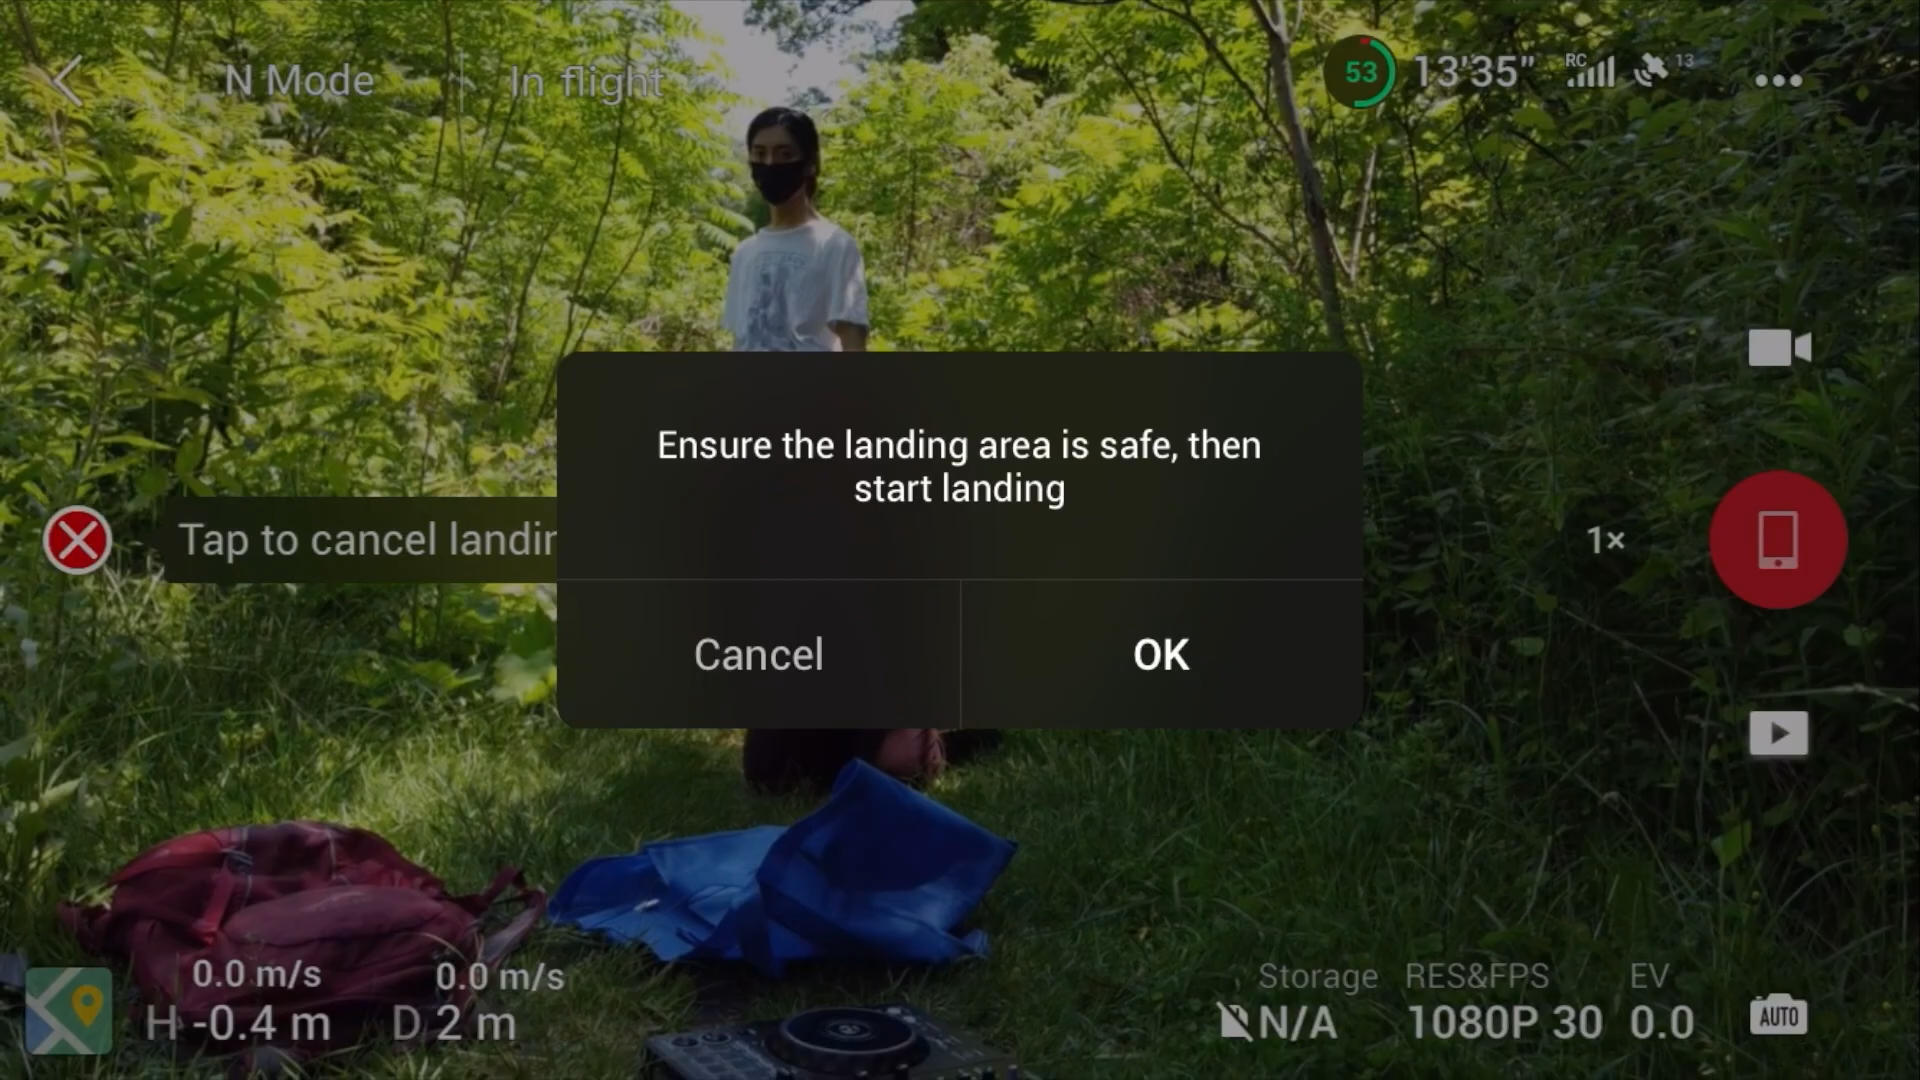 N Mode
In flight
53
13'35"
RC
13
Ensure the landing area is safe, then
start landing
Tap to cancel landin
1×
Cancel
OK
0.0 m/s
0.0 m/s
H -0.4 m
D 2 m
Storage
RES&FPS
EV
N/A
1080P 30
0.0
AUTO